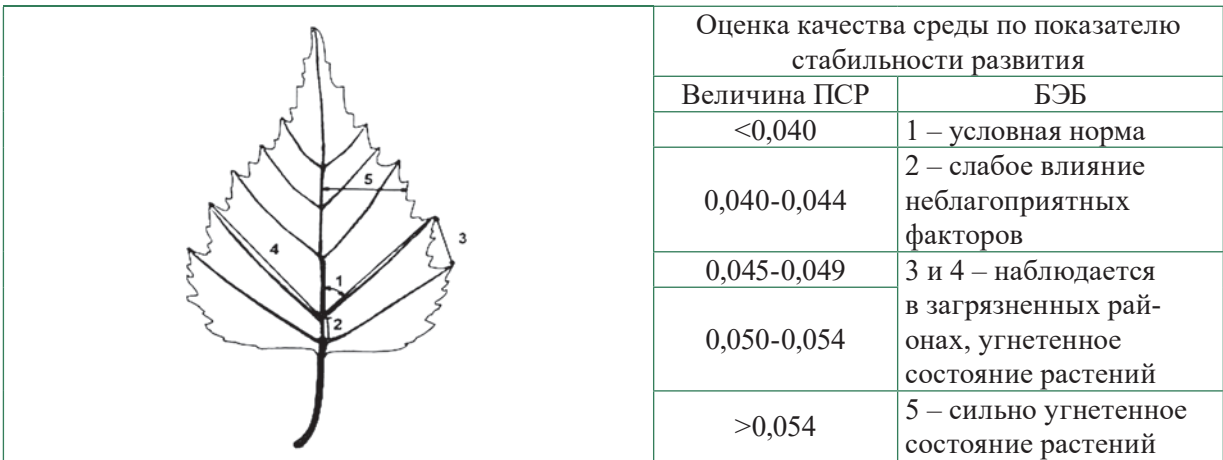 5
3
4
1
2
Оценка качества среды по показателю
стабильности развития
Величина ПСР
БЭБ
<0,040
1 – условная норма
0,040-0,044
2 – слабое влияние
неблагоприятных
факторов
0,045-0,049
3 и 4 – наблюдается
в загрязненных рай-
онах, угнетенное
состояние растений
0,050-0,054
>0,054
5 – сильно угнетенное
состояние растений